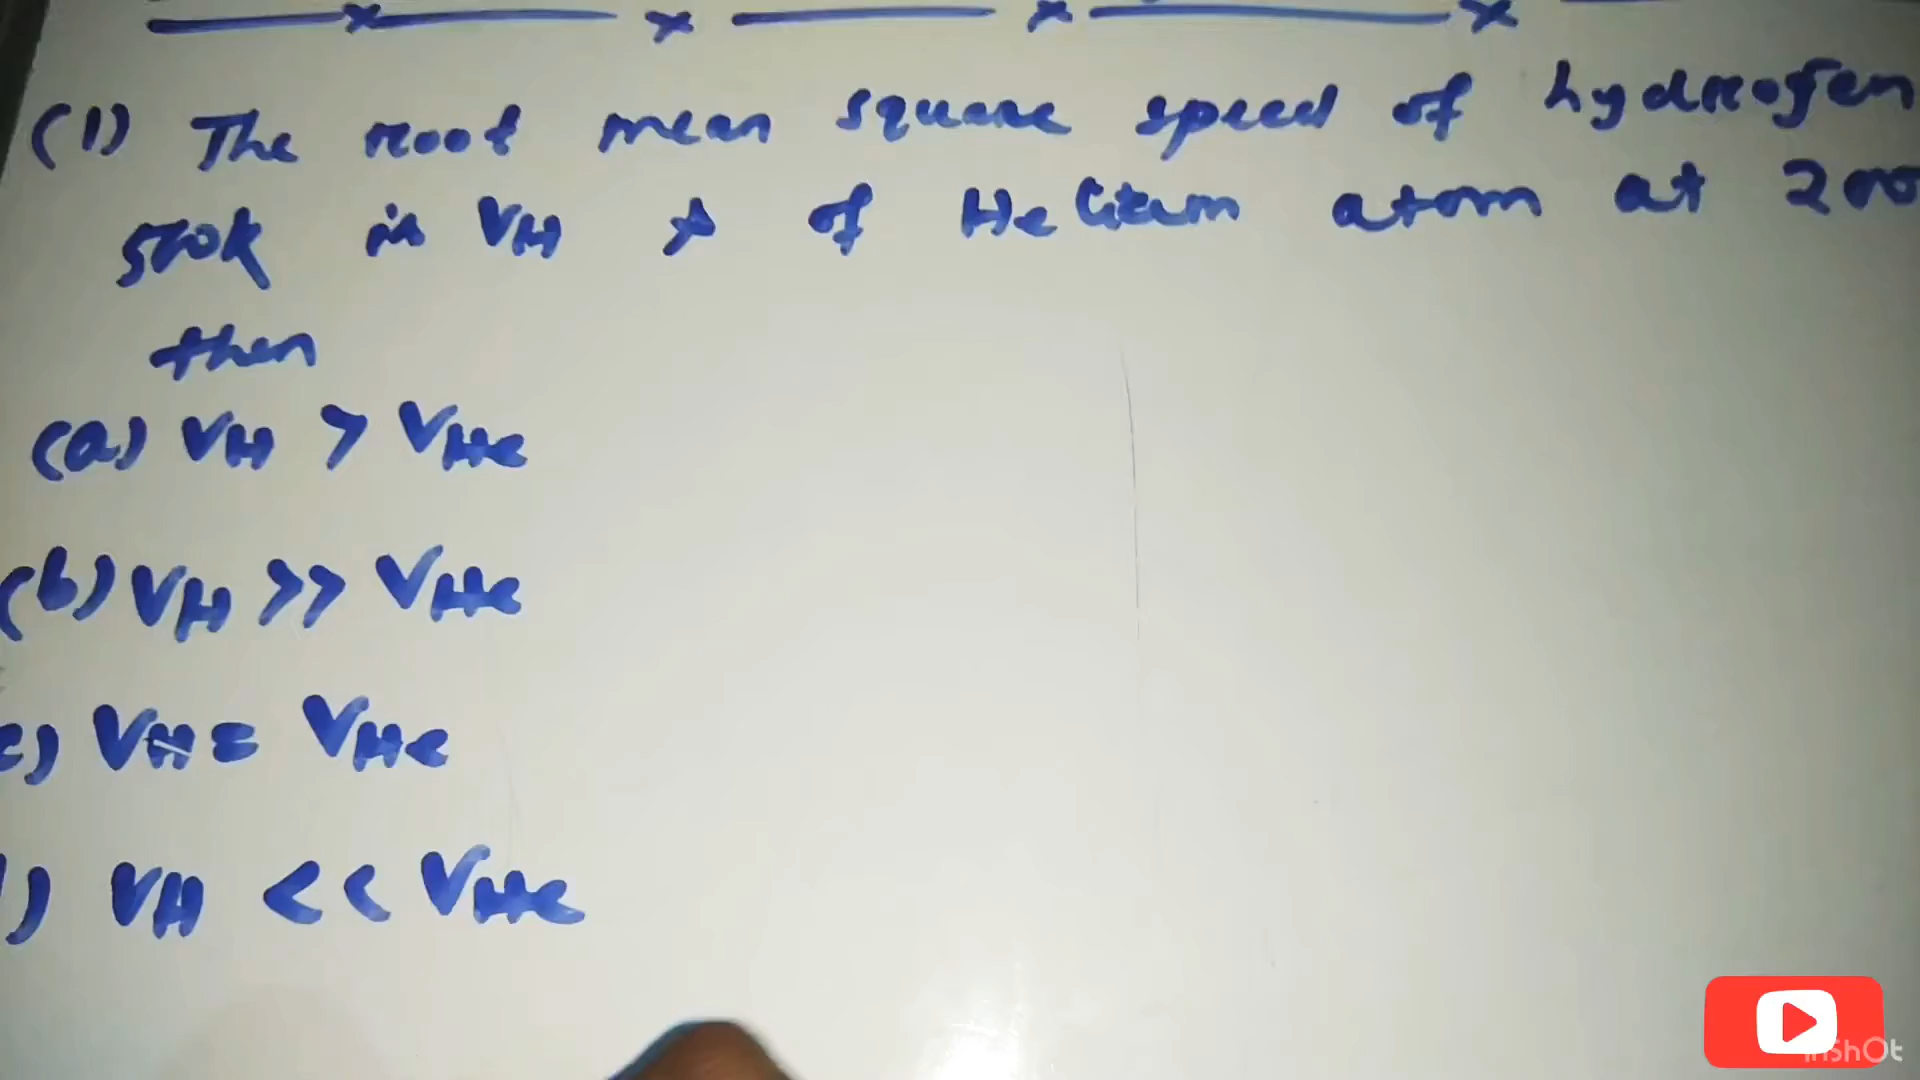 (1) The root mean square speed of hydrogen
500K is VH & of Helium atom at 200
then
(a) VH > VHe
(b) VH >> VHe
c) VH = VHe
) VH << VHe
InShOt